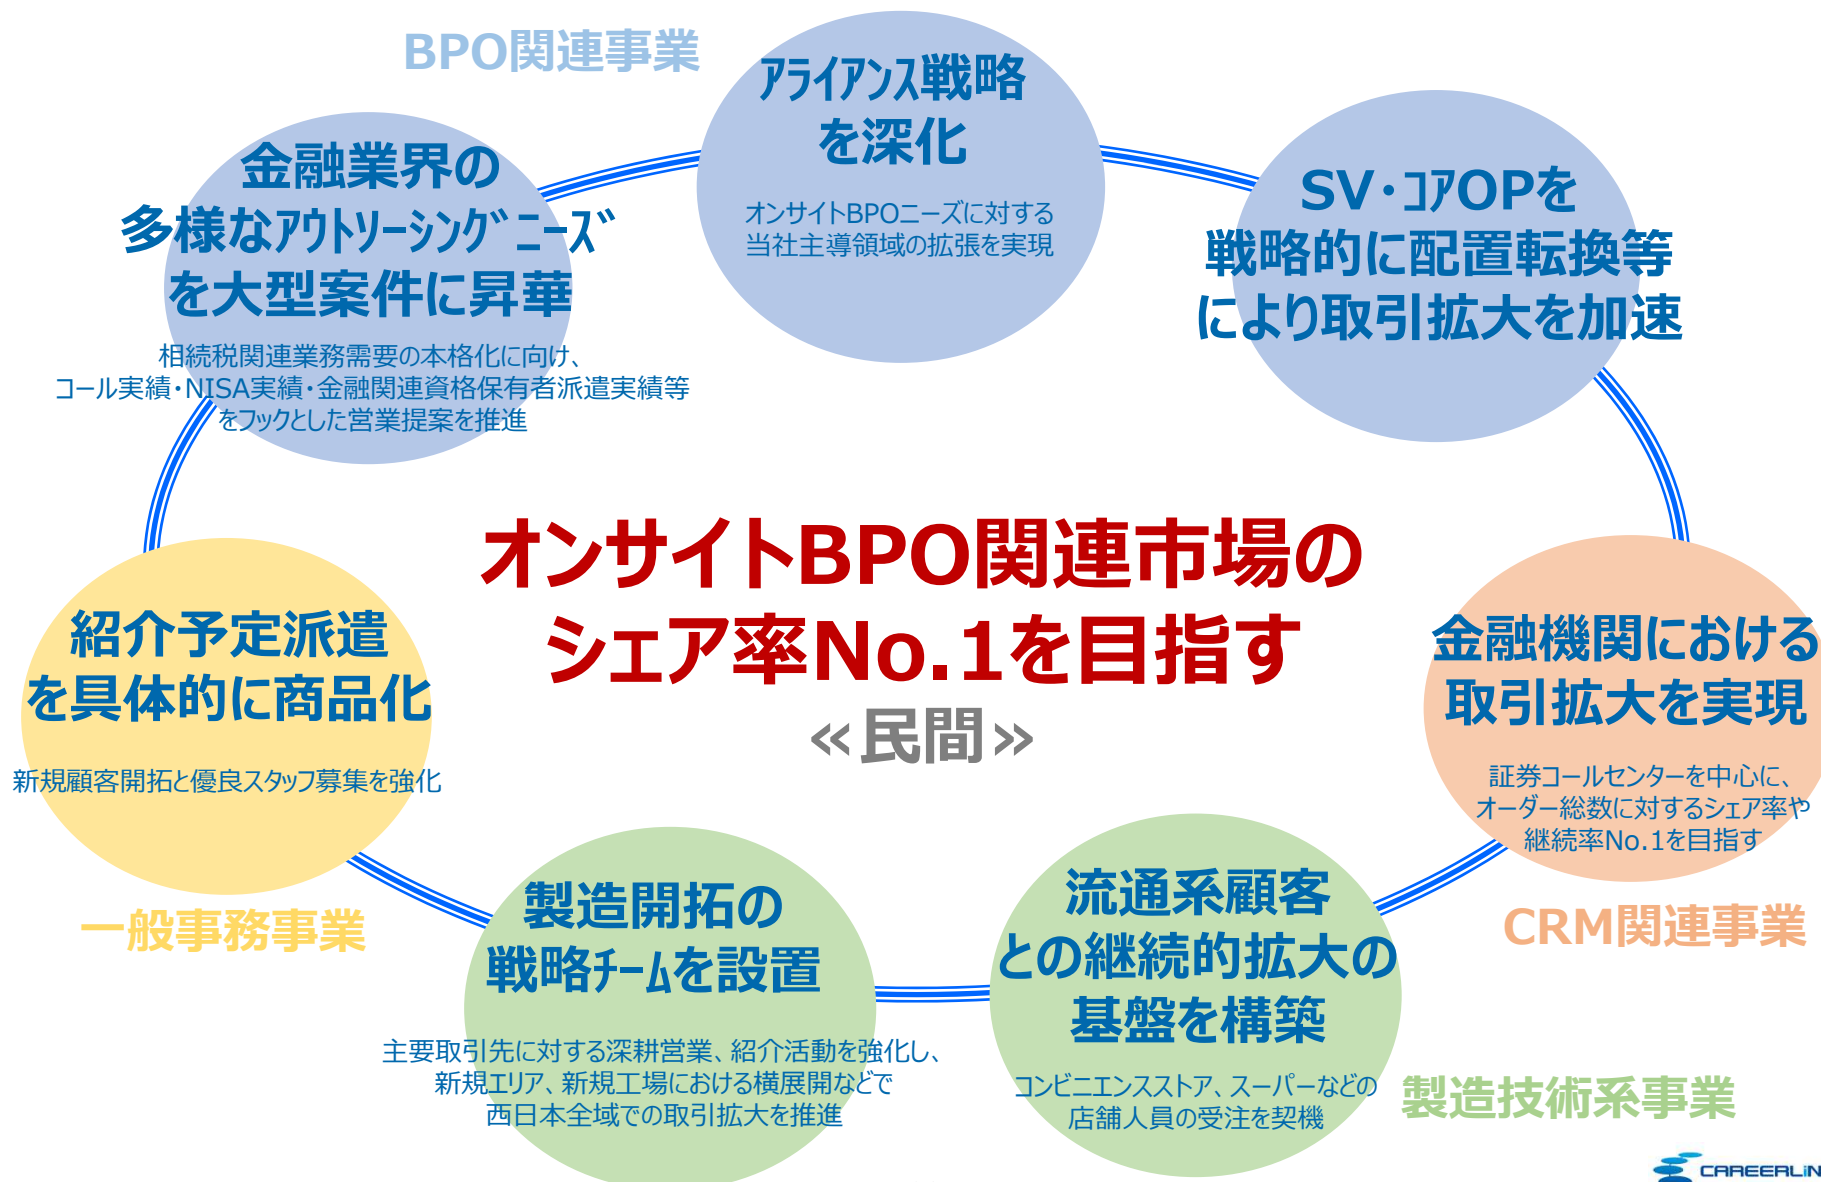 BPO関連事業
アライアンス戦略
を深化
オンサイトBPOニーズに対する
当社主導領域の拡張を実現
金融業界の
多様なアウトソーシングニーズ
を大型案件に昇華
相続税関連業務需要の本格化に向け、
コール実績・NISA実績・金融関連資格保有者派遣実績等
をフックとした営業提案を推進
SV・コアOPを
戦略的に配置転換等
により取引拡大を加速
オンサイトBPO関連市場の
シェア率No.1を目指す
≪民間≫
紹介予定派遣
を具体的に商品化
新規顧客開拓と優良スタッフ募集を強化
一般事務事業
金融機関における
取引拡大を実現
証券コールセンターを中心に、
オーダー総数に対するシェア率や
継続率No.1を目指す
CRM関連事業
製造開拓の
戦略チームを設置
主要取引先に対する深耕営業、紹介活動を強化し、
新規エリア、新規工場における横展開などで
西日本全域での取引拡大を推進
流通系顧客
との継続的拡大の
基盤を構築
コンビニエンスストア、スーパーなどの
店舗人員の受注を契機
製造技術系事業
CAREERLIN